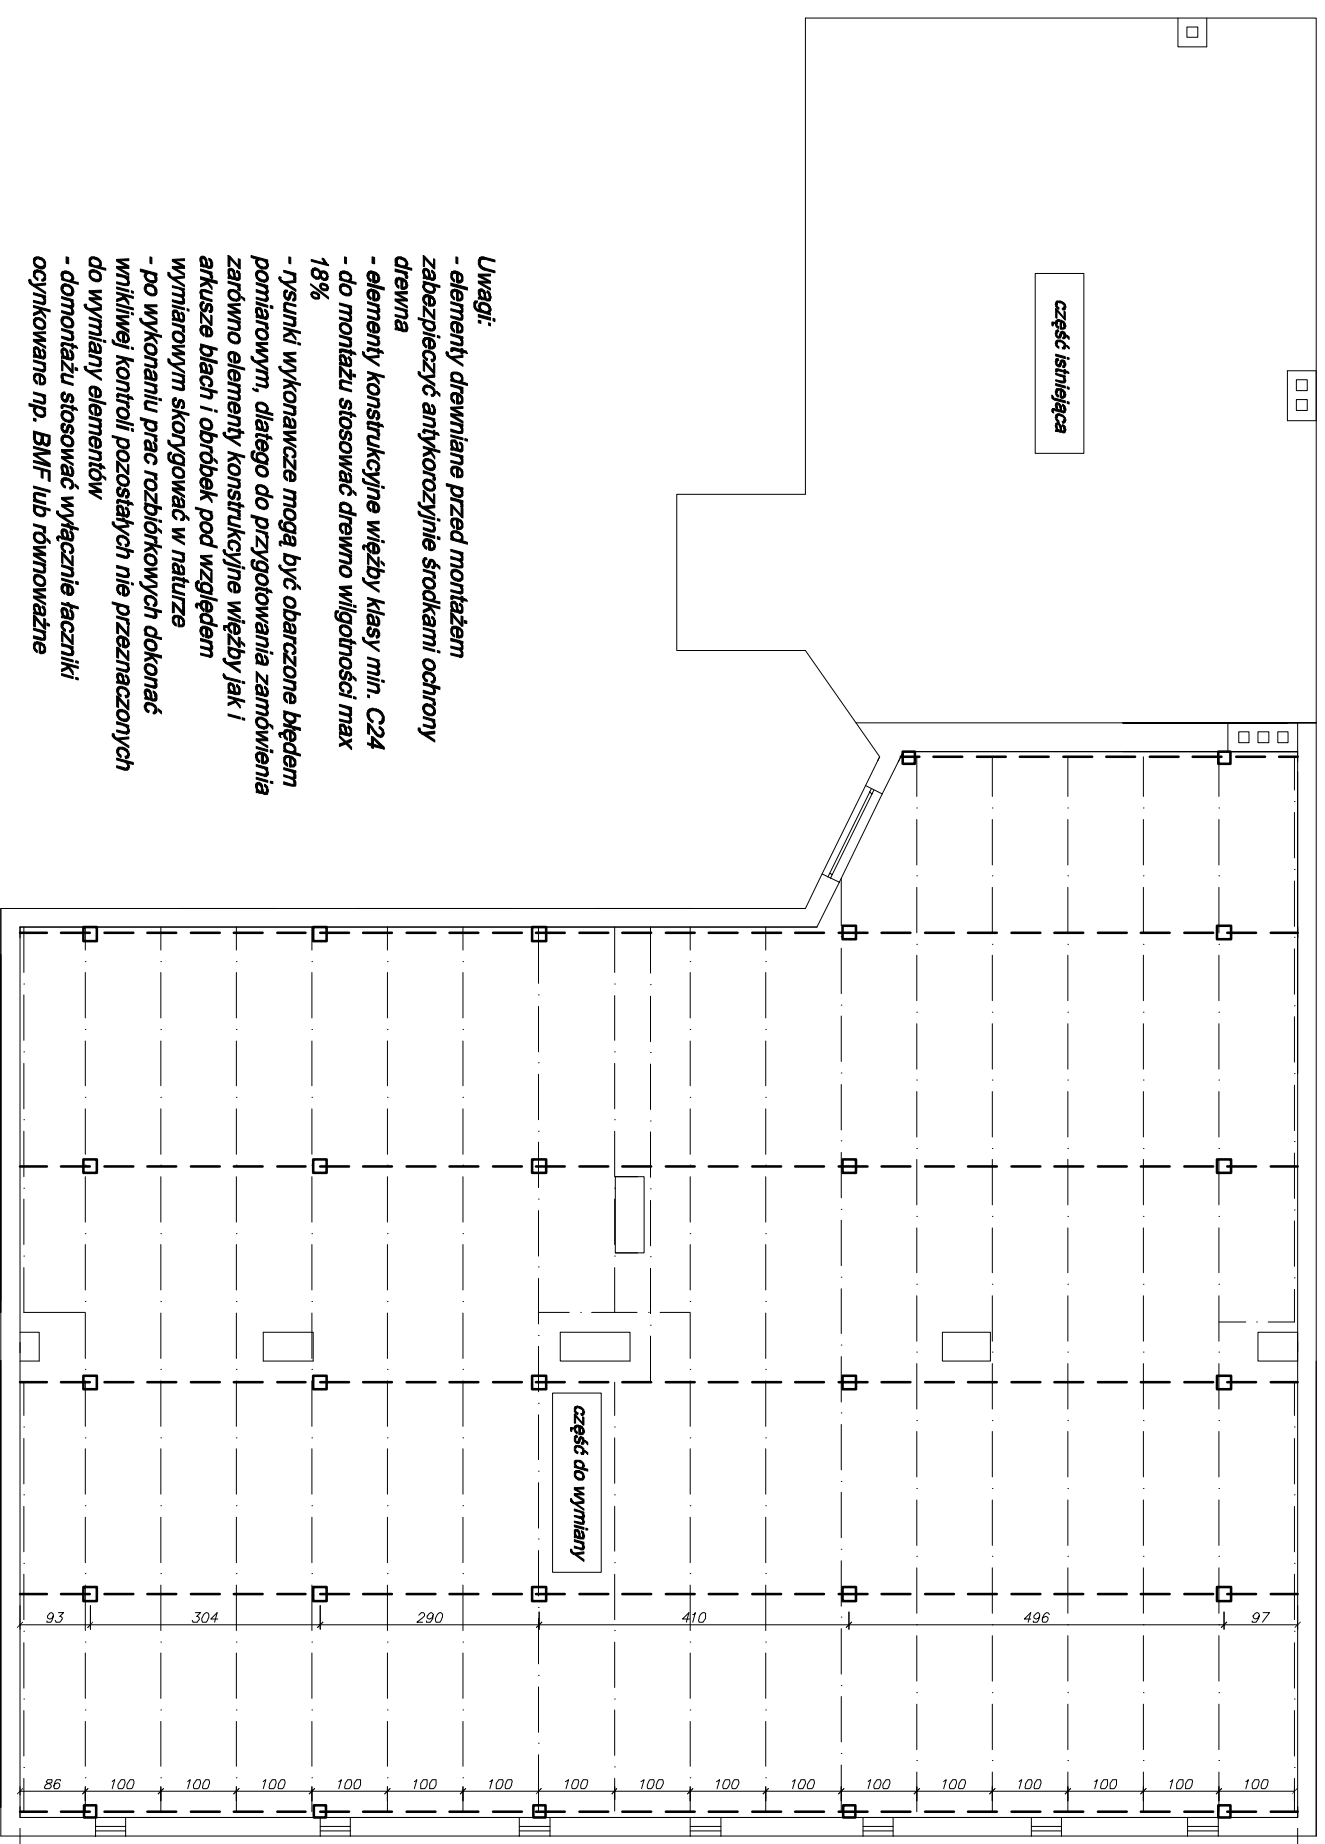 część istniejąca
Uwagi:
- elementy drewniane przed montażem
zabezpieczyć antykorozyjnie środkami ochrony
drewna
- elementy konstrukcyjne więźby klasy min. C24
- do montażu stosować drewno wilgotności max
18%
- rysunki wykonawcze mogą być obarczone błędem
pomiarowym, dlatego do przygotowania zamówienia
zarówno elementy konstrukcyjne więźby jak i
arkusze blach i obróbek pod względem
wymiarowym skorygować w naturze
- po wykonaniu prac rozbiórkowych dokonać
wnikliwej kontroli pozostałych nie przeznaczonych
do wymiany elementów
- domontażu stosować wyłącznie łaczniki
ocynkowane np. BMF lub równoważne
część do wymiany
93 304 290 410 496 97
86 100 100 100 100 100 100 100 100 100 100 100 100 100 100 100 100